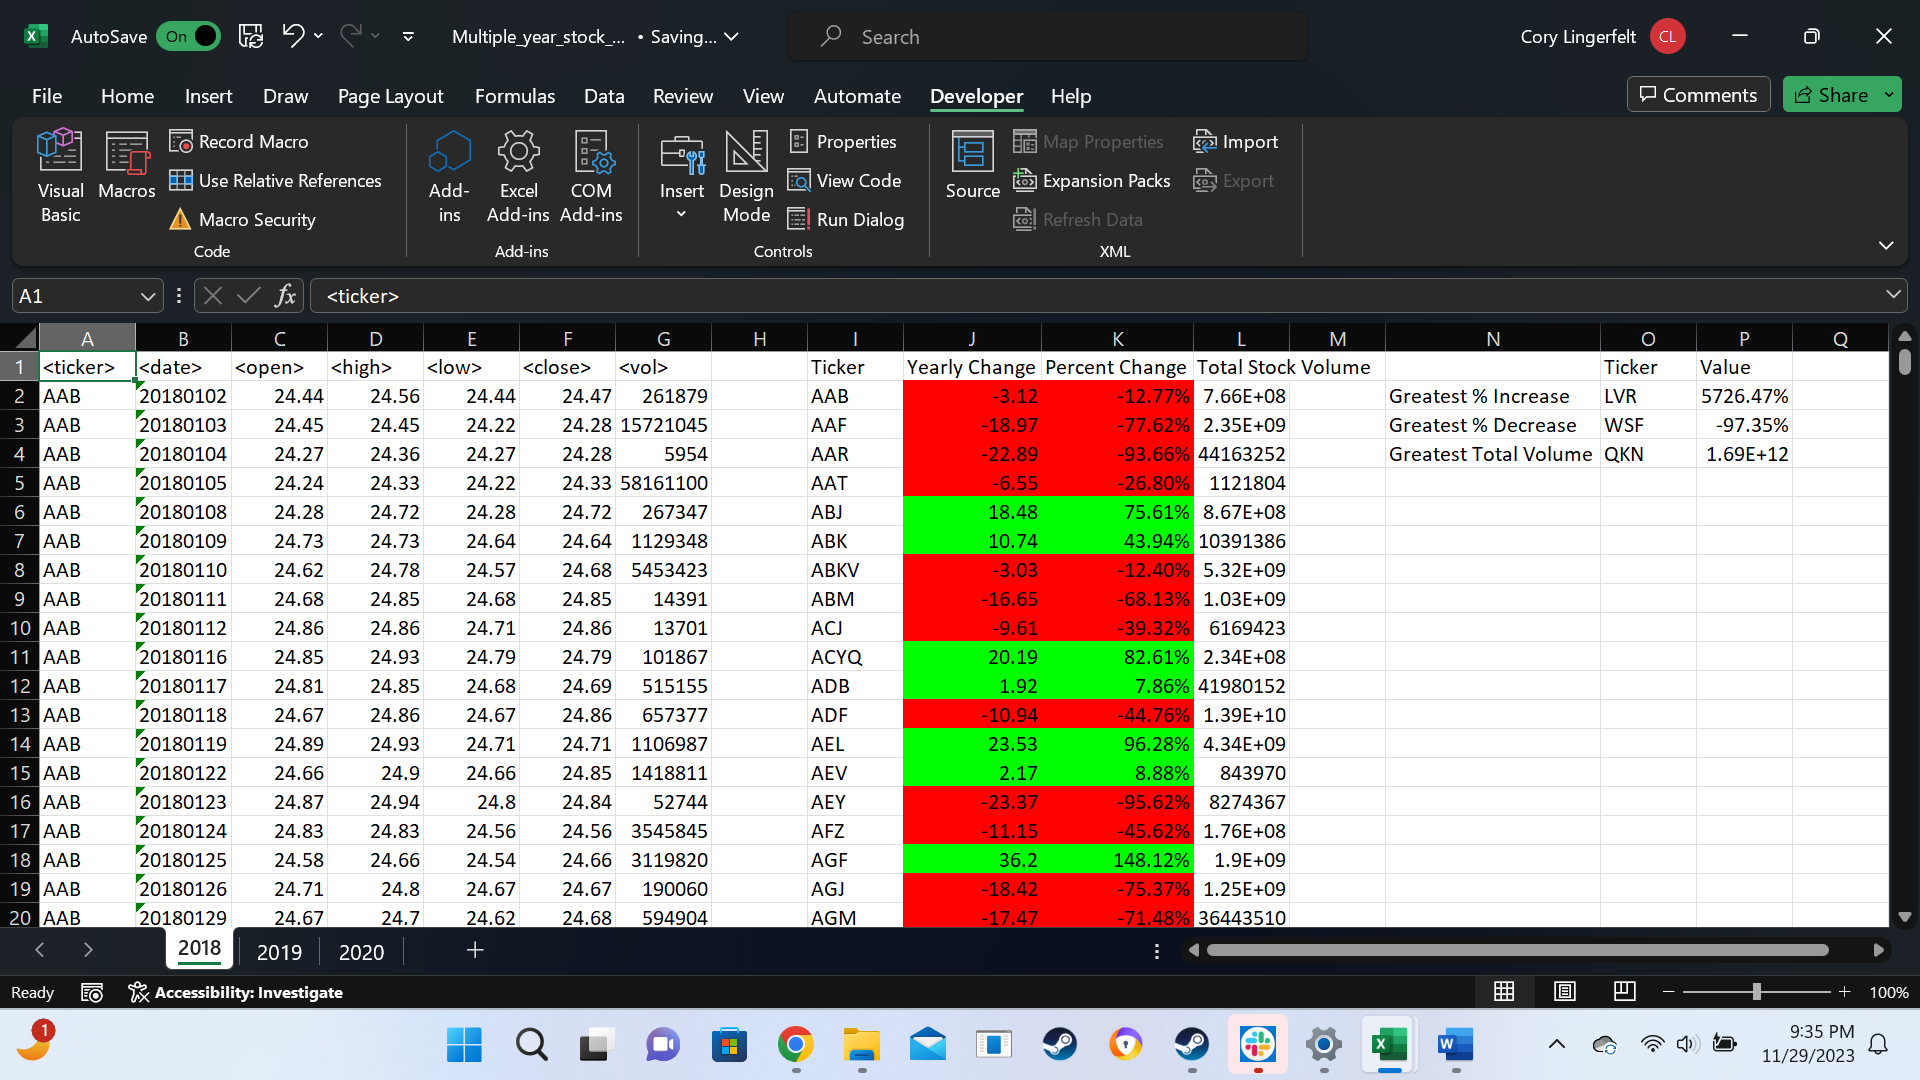 AutoSave On Multiple_year_stock_... • Saving... Search Cory Lingerfelt CL
File Home Insert Draw Page Layout Formulas Data Review View Automate Developer Help Comments Share
Visual Basic Macros Record Macro Use Relative References Macro Security Code
Add-ins Excel Add-ins COM Add-ins Add-ins
Insert Design Mode Properties View Code Run Dialog Controls
Source Map Properties Expansion Packs Refresh Data Import Export XML
A1 fx <ticker>
A B C D E F G H I J K L M N O P Q
1 <ticker> <date> <open> <high> <low> <close> <vol> Ticker Yearly Change Percent Change Total Stock Volume Ticker Value
2 AAB 20180102 24.44 24.56 24.44 24.47 261879 AAB -3.12 -12.77% 7.66E+08 Greatest % Increase LVR 5726.47%
3 AAB 20180103 24.45 24.45 24.22 24.28 15721045 AAF -18.97 -77.62% 2.35E+09 Greatest % Decrease WSF -97.35%
4 AAB 20180104 24.27 24.36 24.27 24.28 5954 AAR -22.89 -93.66% 44163252 Greatest Total Volume QKN 1.69E+12
5 AAB 20180105 24.24 24.33 24.22 24.33 58161100 AAT -6.55 -26.80% 1121804
6 AAB 20180108 24.28 24.72 24.28 24.72 267347 ABJ 18.48 75.61% 8.67E+08
7 AAB 20180109 24.73 24.73 24.64 24.64 1129348 ABK 10.74 43.94% 10391386
8 AAB 20180110 24.62 24.78 24.57 24.68 5453423 ABKV -3.03 -12.40% 5.32E+09
9 AAB 20180111 24.68 24.85 24.68 24.85 14391 ABM -16.65 -68.13% 1.03E+09
10 AAB 20180112 24.86 24.86 24.71 24.86 13701 ACJ -9.61 -39.32% 6169423
11 AAB 20180116 24.85 24.93 24.79 24.79 101867 ACYQ 20.19 82.61% 2.34E+08
12 AAB 20180117 24.81 24.85 24.68 24.69 515155 ADB 1.92 7.86% 41980152
13 AAB 20180118 24.67 24.86 24.67 24.86 657377 ADF -10.94 -44.76% 1.39E+10
14 AAB 20180119 24.89 24.93 24.71 24.71 1106987 AEL 23.53 96.28% 4.34E+09
15 AAB 20180122 24.66 24.9 24.66 24.85 1418811 AEV 2.17 8.88% 843970
16 AAB 20180123 24.87 24.94 24.8 24.84 52744 AEY -23.37 -95.62% 8274367
17 AAB 20180124 24.83 24.83 24.56 24.56 3545845 AFZ -11.15 -45.62% 1.76E+08
18 AAB 20180125 24.58 24.66 24.54 24.66 3119820 AGF 36.2 148.12% 1.9E+09
19 AAB 20180126 24.71 24.8 24.67 24.67 190060 AGJ -18.42 -75.37% 1.25E+09
20 AAB 20180129 24.67 24.7 24.62 24.68 594904 AGM -17.47 -71.48% 36443510
2018 2019 2020
Ready Accessibility: Investigate 100%
1 9:35 PM
11/29/2023